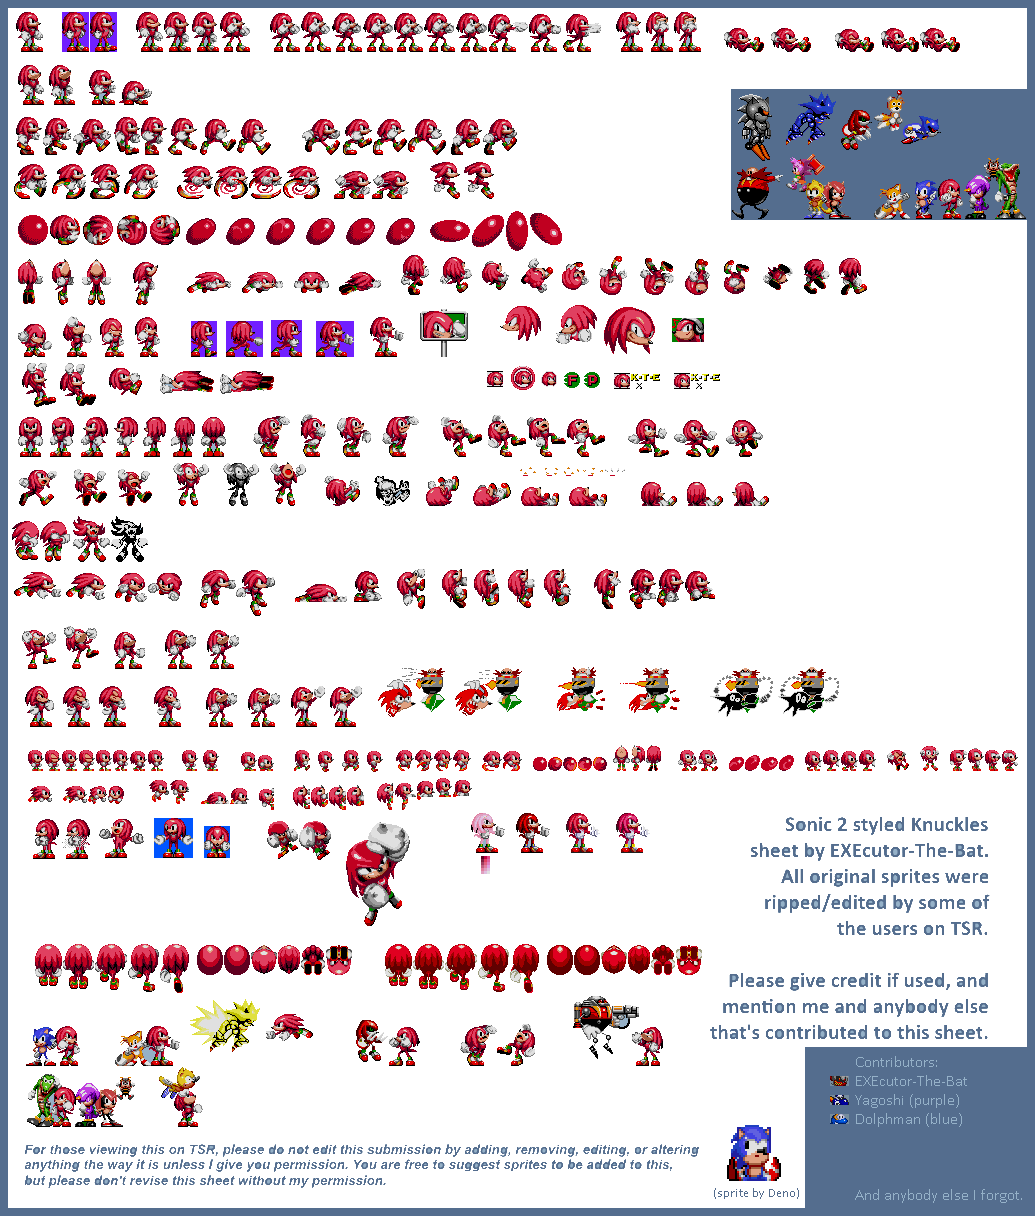 K-T-E
X
K-T-E
X
Sonic 2 styled Knuckles
sheet by EXEcutor-The-Bat.
All original sprites were
ripped/edited by some of
the users on TSR.
Please give credit if used, and
mention me and anybody else
that's contributed to this sheet.
Contributors:
EXEcutor-The-Bat
Yagoshi (purple)
Dolphman (blue)
For those viewing this on TSR, please do not edit this submission by adding, removing, editing, or altering
anything the way it is unless I give you permission. You are free to suggest sprites to be added to this,
but please don't revise this sheet without my permission.
(sprite by Deno)
And anybody else I forgot.